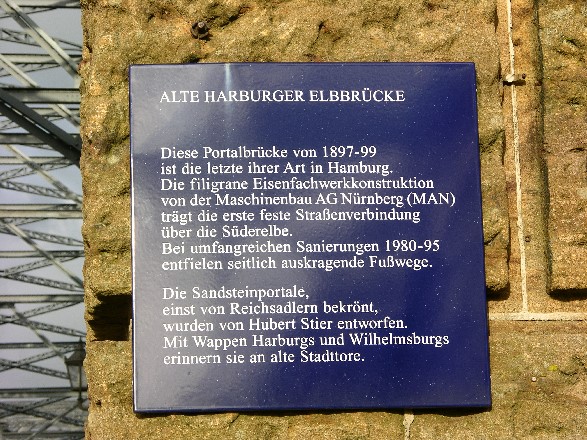 ALTE HARBURGER ELBBRÜCKE
Diese Portalbrücke von 1897-99
ist die letzte ihrer Art in Hamburg.
Die filigrane Eisenfachwerkkonstruktion
von der Maschinenbau AG Nürnberg (MAN)
trägt die erste feste Straßenverbindung
über die Süderelbe.
Bei umfangreichen Sanierungen 1980-95
entfielen seitlich auskragende Fußwege.
Die Sandsteinportale,
einst von Reichsadlern bekrönt,
wurden von Hubert Stier entworfen.
Mit Wappen Harburgs und Wilhelmsburgs
erinnern sie an alte Stadttore.